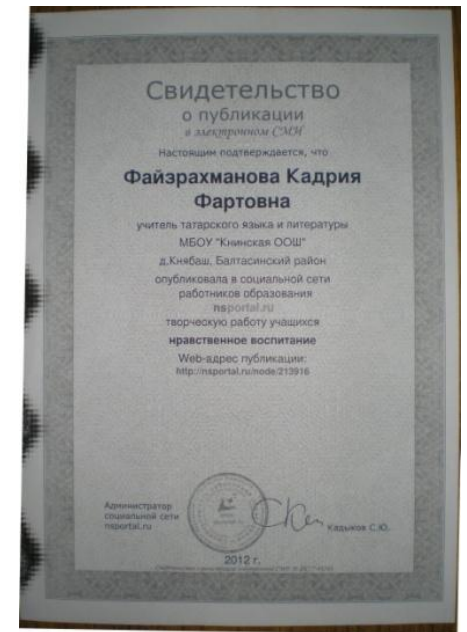 Свидетельство
о публикации
в электронном СМИ
Настоящим подтверждается, что
Файзрахманова Кадрия
Фартовна
учитель татарского языка и литературы
МБОУ "Книнская ООШ"
д.Княбаш, Балтасинский район
опубликовала в социальной сети
работников образования
nsportal.ru
творческую работу учащихся
нравственное воспитание
Web-адрес публикации:
http://nsportal.ru/node/213916
Администратор
социальной сети
nsportal.ru
Кадыков С.Ю.
2012 г.